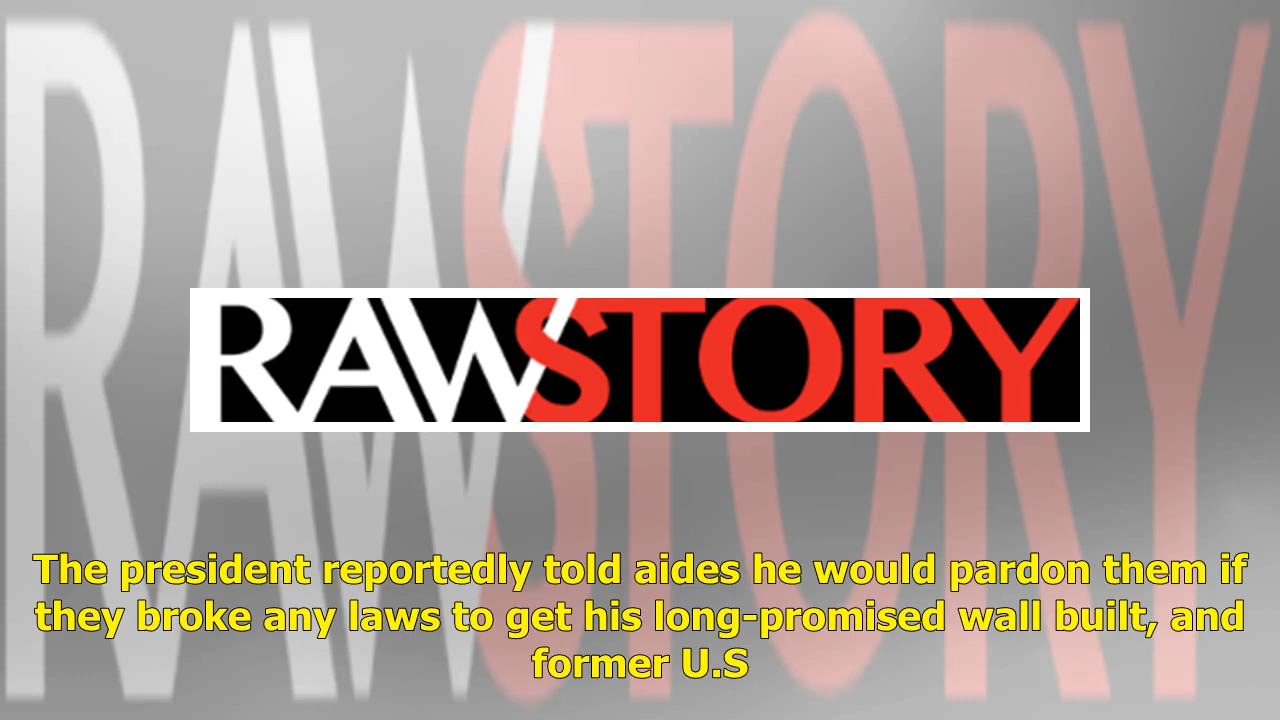 RAWSTORY
RAWSTORY
The president reportedly told aides he would pardon them if
they broke any laws to get his long-promised wall built, and
former U.S